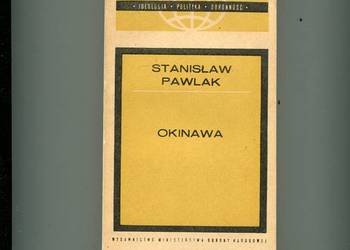 • IDEOLOGIA • POLITYKA • OBRONNOŚĆ •
STANISŁAW
PAWLAK
OKINAWA
WYDAWNICTWO MINISTERSTWA OBRONY NARODOWEJ